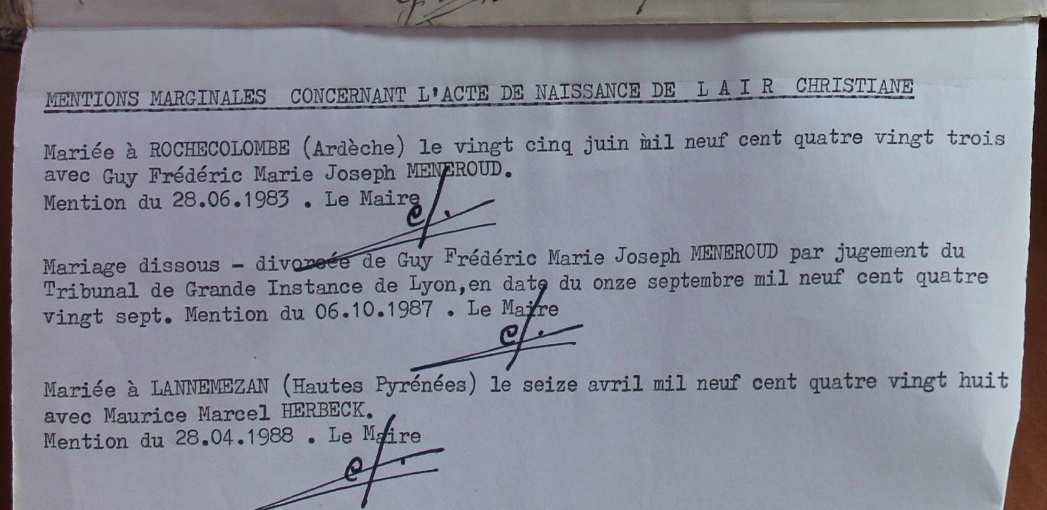 MENTIONS MARGINALES CONCERNANT L'ACTE DE NAISSANCE DE L A I R CHRISTIANE
Mariée à ROCHECOLOMBE (Ardèche) le vingt cinq juin mil neuf cent quatre vingt trois
avec Guy Frédéric Marie Joseph MENEROUD.
Mention du 28.06.1983 . Le Maire
Mariage dissous - divorcée de Guy Frédéric Marie Joseph MENEROUD par jugement du
Tribunal de Grande Instance de Lyon,en date du onze septembre mil neuf cent quatre
vingt sept. Mention du 06.10.1987 . Le Maire
Mariée à LANNEMEZAN (Hautes Pyrénées) le seize avril mil neuf cent quatre vingt huit
avec Maurice Marcel HERBECK.
Mention du 28.04.1988 . Le Maire